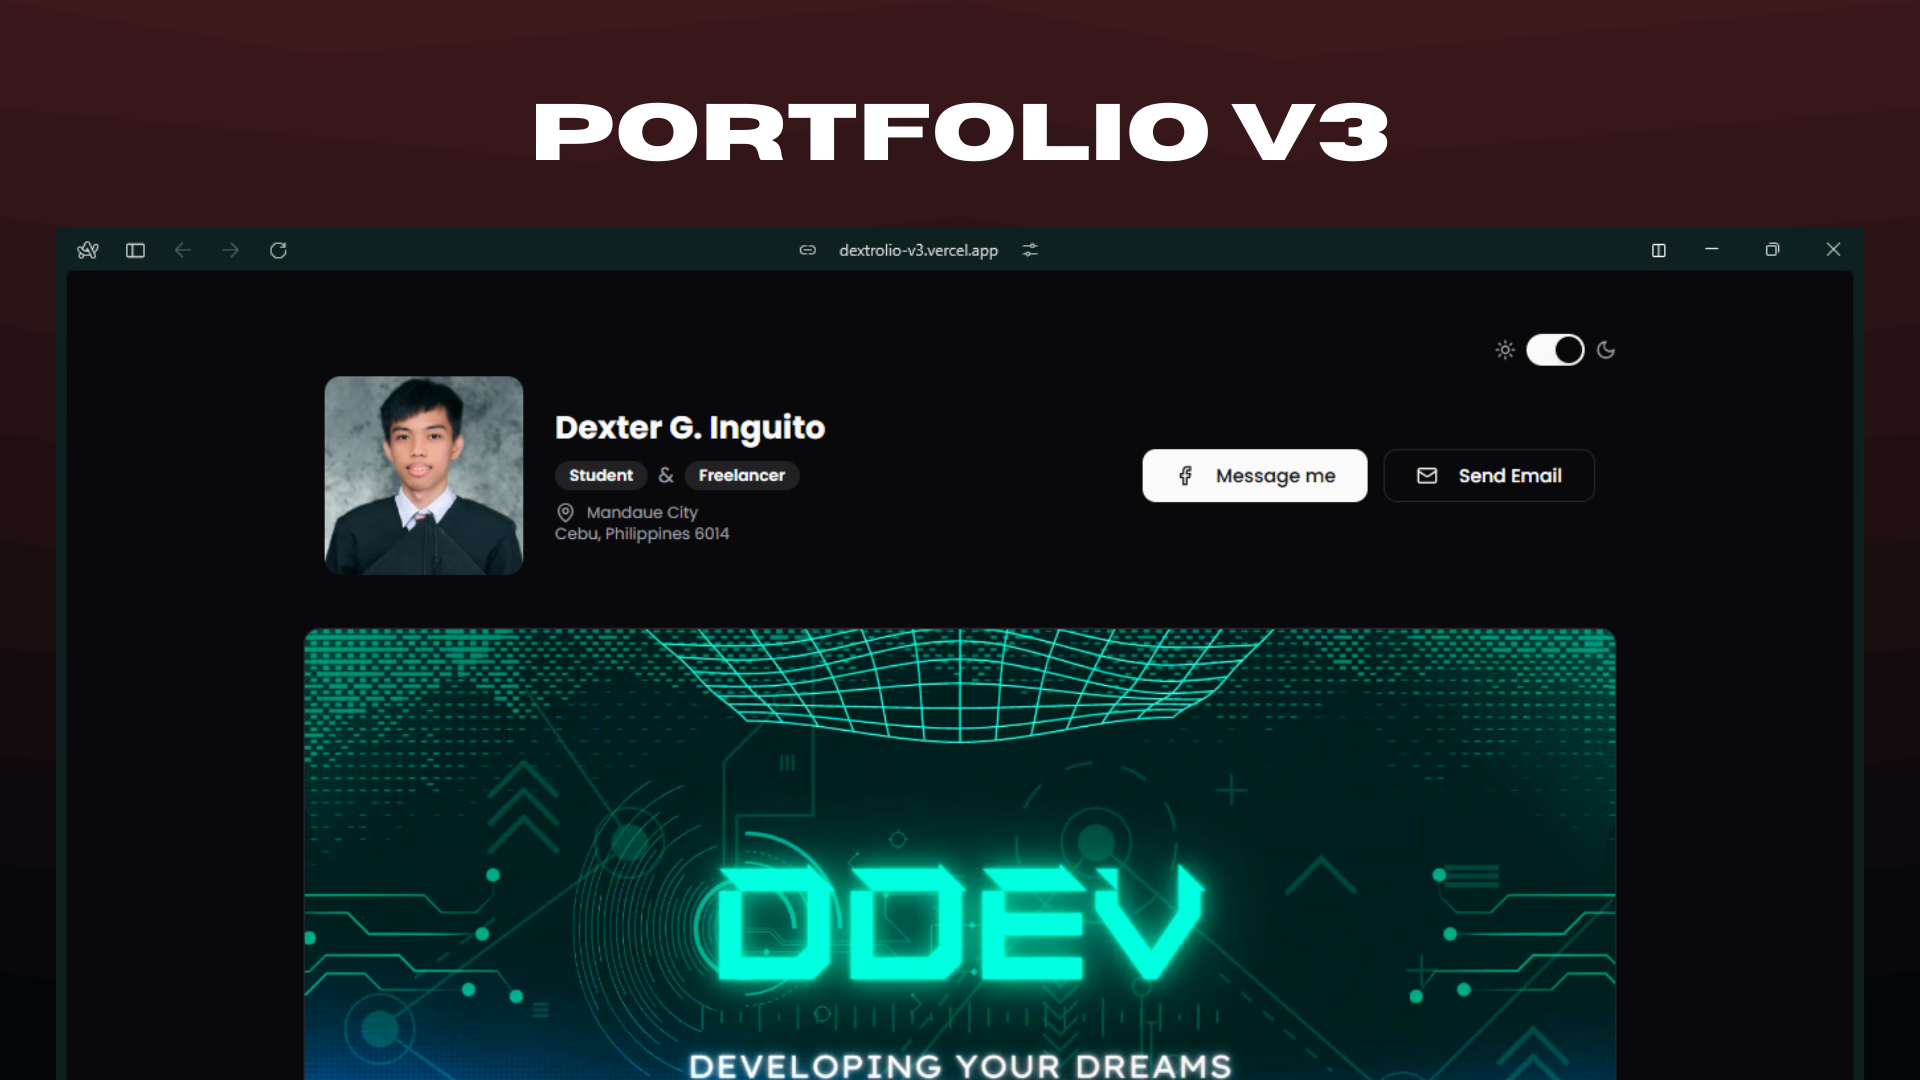 PORTFOLIO V3
dextrolio-v3.vercel.app
Dexter G. Inguito
Student & Freelancer
Mandaue City
Cebu, Philippines 6014
Message me
Send Email
DDEV
DEVELOPING YOUR DREAMS